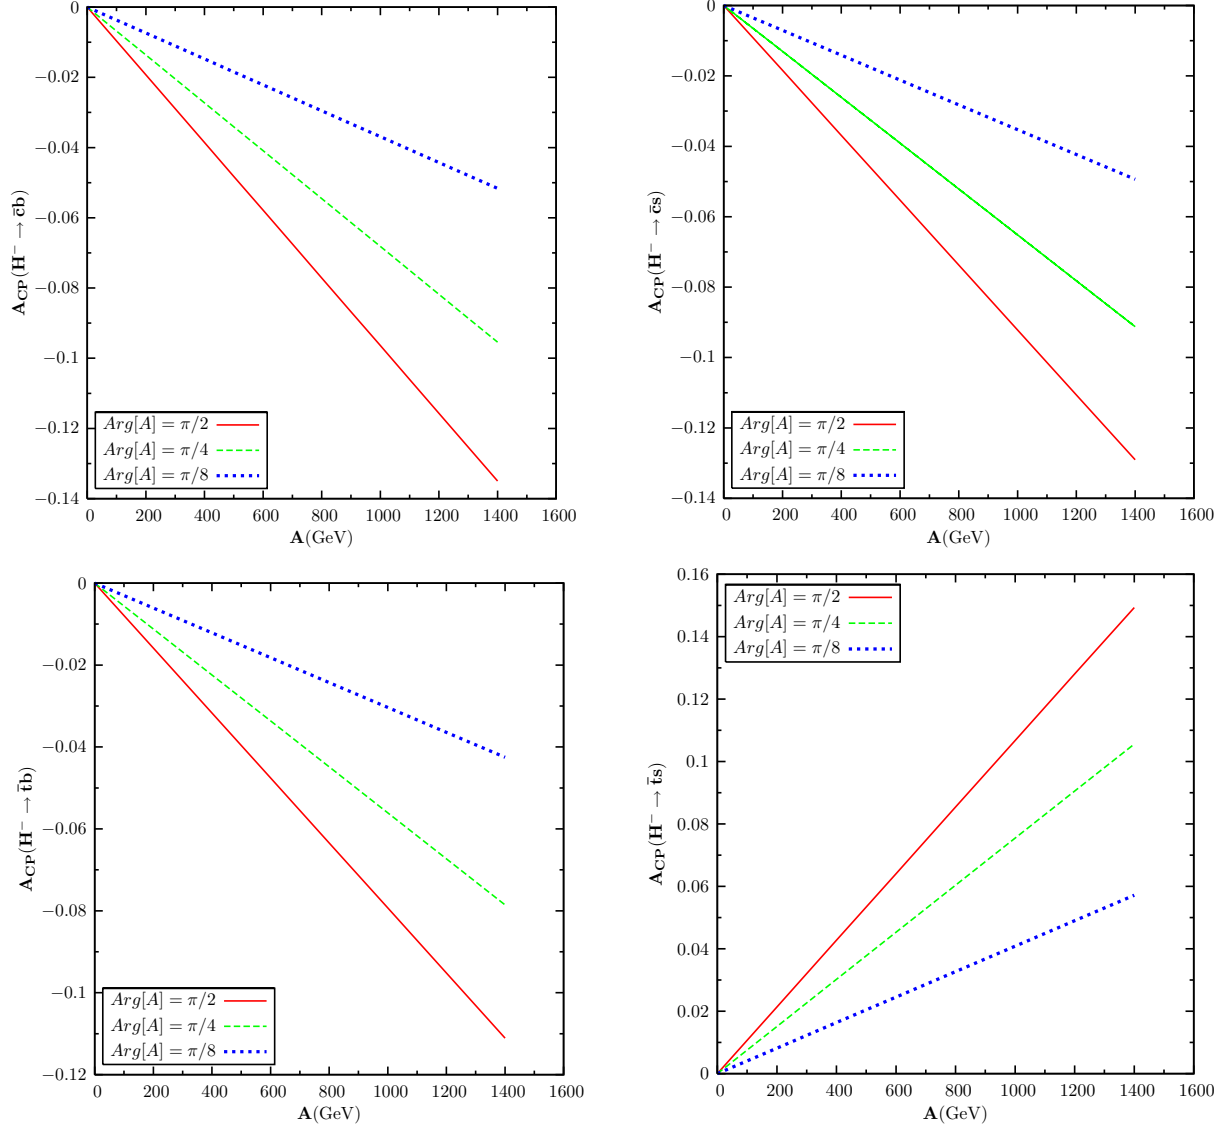 0
−0.02
−0.04
−0.06
−0.08
−0.1
−0.12
−0.14
0 200 400 600 800 1000 1200 1400 1600
A(GeV)
A_CP(H⁻ → c̄b)
Arg[A] = π/2
Arg[A] = π/4
Arg[A] = π/8
0
−0.02
−0.04
−0.06
−0.08
−0.1
−0.12
−0.14
0 200 400 600 800 1000 1200 1400 1600
A(GeV)
A_CP(H⁻ → c̄s)
Arg[A] = π/2
Arg[A] = π/4
Arg[A] = π/8
0
−0.02
−0.04
−0.06
−0.08
−0.1
−0.12
0 200 400 600 800 1000 1200 1400 1600
A(GeV)
A_CP(H⁻ → t̄b)
Arg[A] = π/2
Arg[A] = π/4
Arg[A] = π/8
0.16
0.14
0.12
0.1
0.08
0.06
0.04
0.02
0
0 200 400 600 800 1000 1200 1400 1600
A(GeV)
A_CP(H⁻ → t̄s)
Arg[A] = π/2
Arg[A] = π/4
Arg[A] = π/8